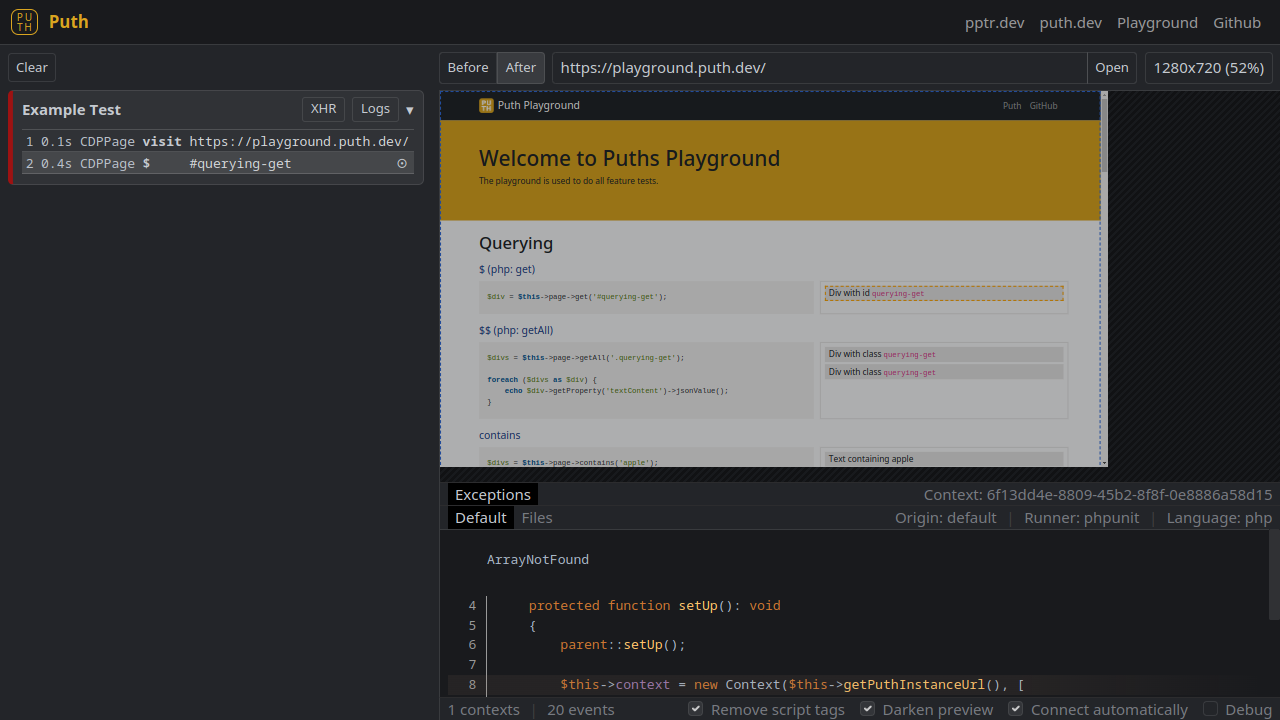 PU TH Puth pptr.dev puth.dev Playground Github
Clear Before After https://playground.puth.dev/ Open 1280x720 (52%)
Example Test XHR Logs ▼
1 0.1s CDPPage visit https://playground.puth.dev/
2 0.4s CDPPage $ #querying-get
PU TH Puth Playground Puth GitHub
Welcome to Puths Playground
The playground is used to do all feature tests.
Querying
$ (php: get)
$div = $this->page->get('#querying-get');
Div with id querying-get
$$ (php: getAll)
$divs = $this->page->getAll('.querying-get');
foreach ($divs as $div) {
echo $div->getProperty('textContent')->jsonValue();
}
Div with class querying-get
Div with class querying-get
contains
$divs = $this->page->contains('apple');
Text containing apple
Exceptions Context: 6f13dd4e-8809-45b2-8f8f-0e8886a58d15
Default Files Origin: default | Runner: phpunit | Language: php
ArrayNotFound
4 protected function setUp(): void
5 {
6 parent::setUp();
7
8 $this->context = new Context($this->getPuthInstanceUrl(), [
1 contexts | 20 events Remove script tags Darken preview Connect automatically Debug